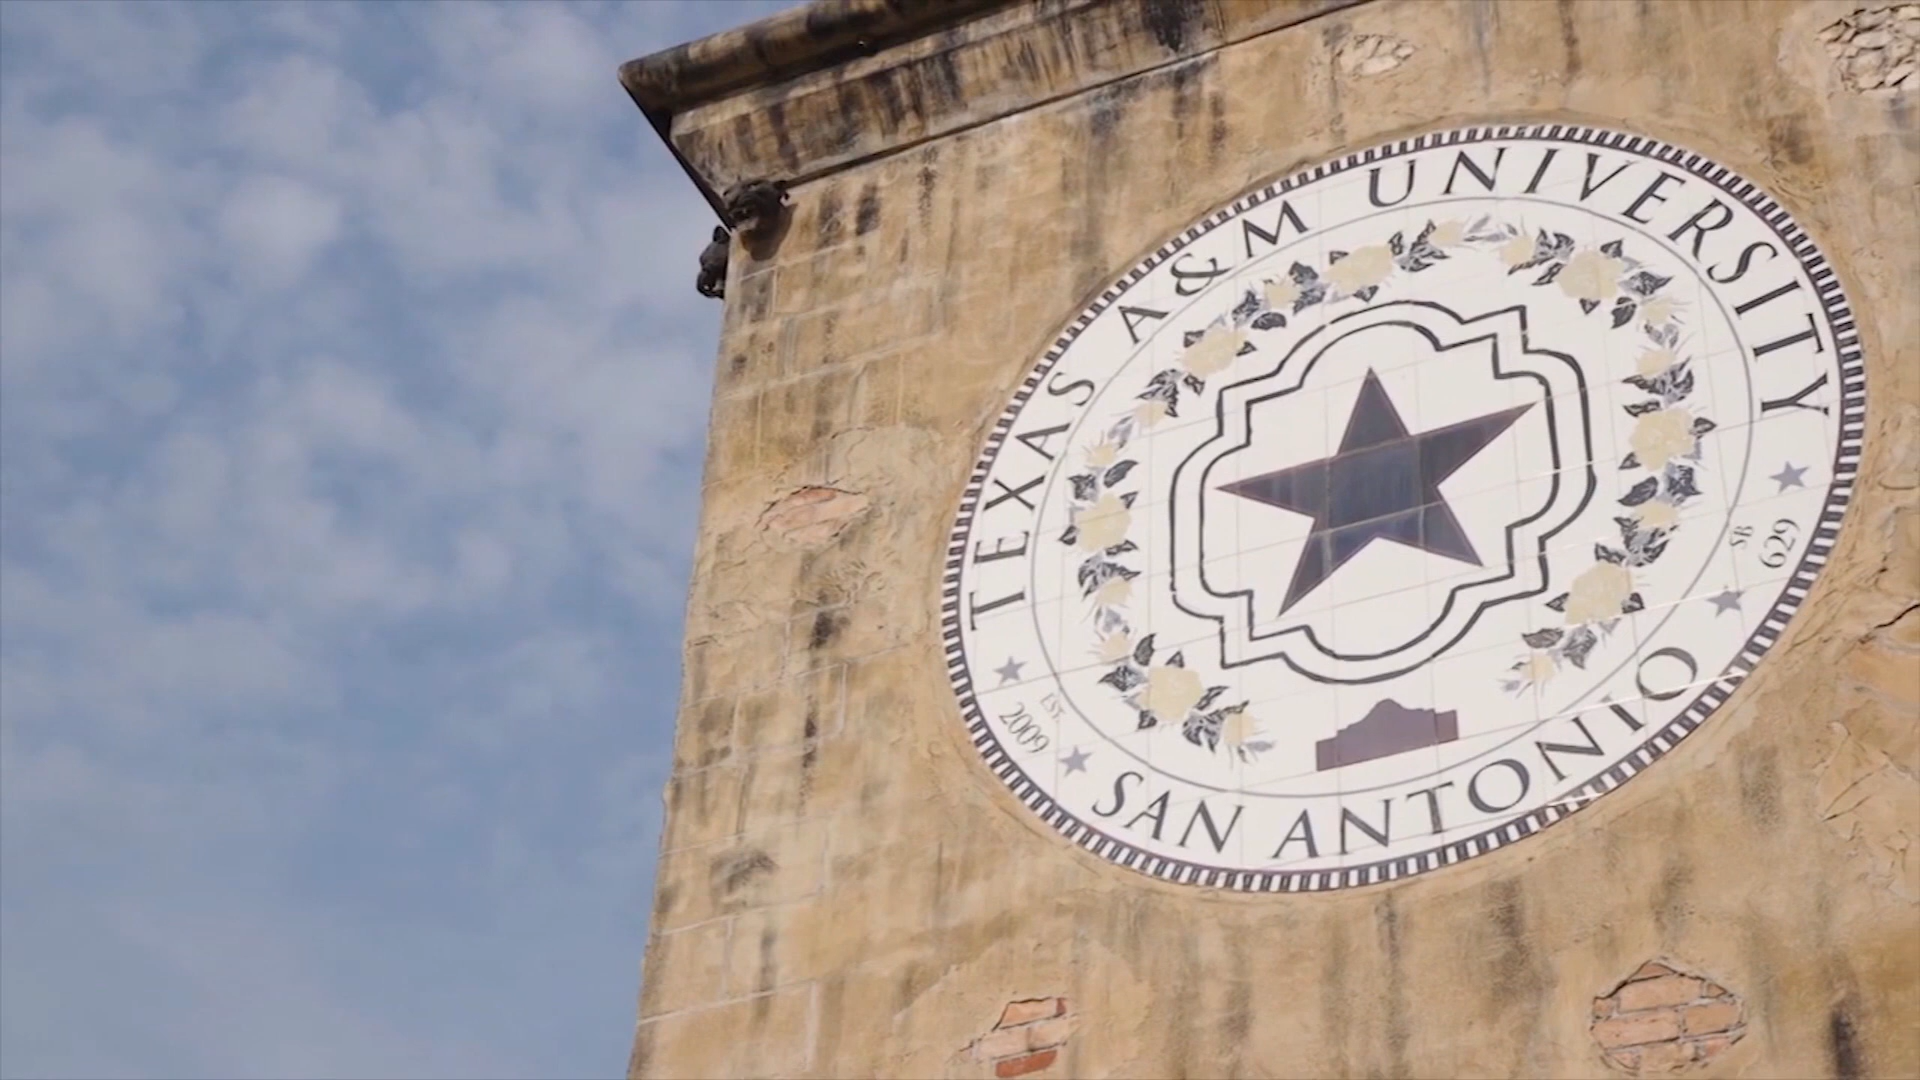 TEXAS A&M UNIVERSITY
SAN ANTONIO
EST.
2009
SB
629